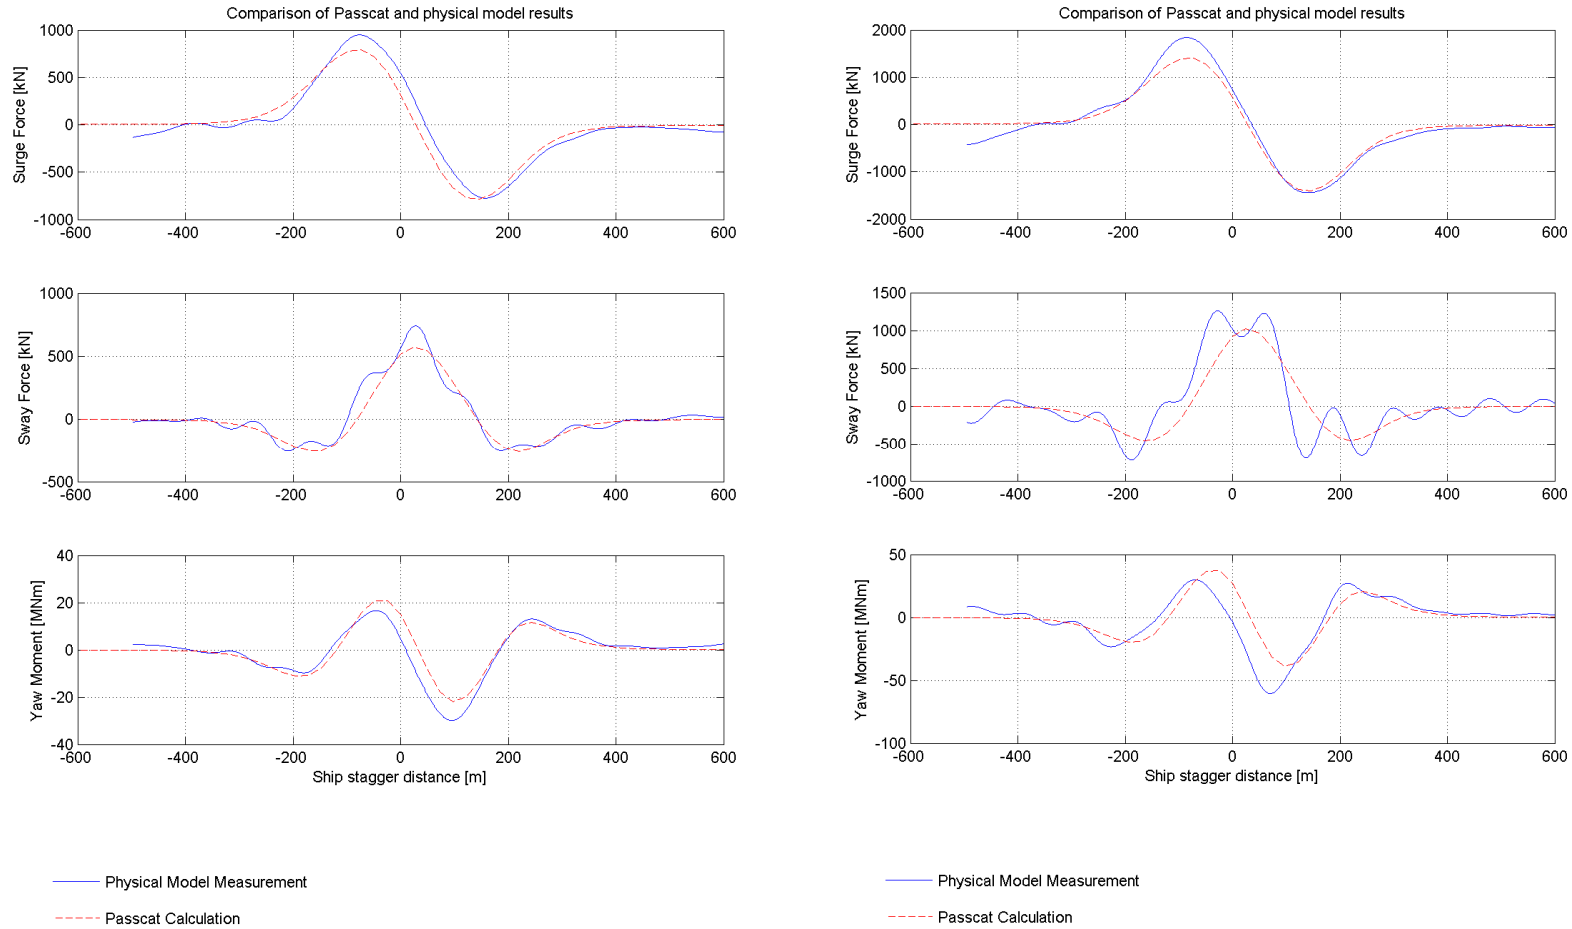 Comparison of Passcat and physical model results
Surge Force [kN]
1000
500
0
-500
-1000
-600 -400 -200 0 200 400 600
Sway Force [kN]
1000
500
0
-500
-600 -400 -200 0 200 400 600
Yaw Moment [MNm]
40
20
0
-20
-40
-600 -400 -200 0 200 400 600
Ship stagger distance [m]
Physical Model Measurement
Passcat Calculation
Comparison of Passcat and physical model results
Surge Force [kN]
2000
1000
0
-1000
-2000
-600 -400 -200 0 200 400 600
Sway Force [kN]
1500
1000
500
0
-500
-1000
-600 -400 -200 0 200 400 600
Yaw Moment [MNm]
50
0
-50
-100
-600 -400 -200 0 200 400 600
Ship stagger distance [m]
Physical Model Measurement
Passcat Calculation